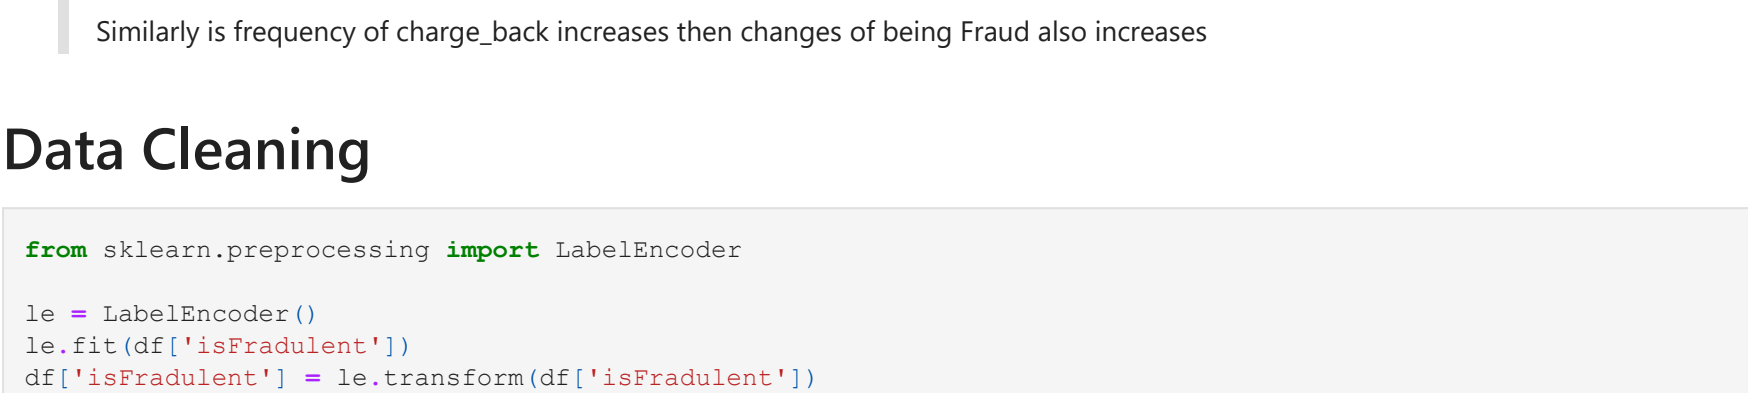 Similarly is frequency of charge_back increases then changes of being Fraud also increases
Data Cleaning
from sklearn.preprocessing import LabelEncoder
le = LabelEncoder()
le.fit(df['isFradulent'])
df['isFradulent'] = le.transform(df['isFradulent'])